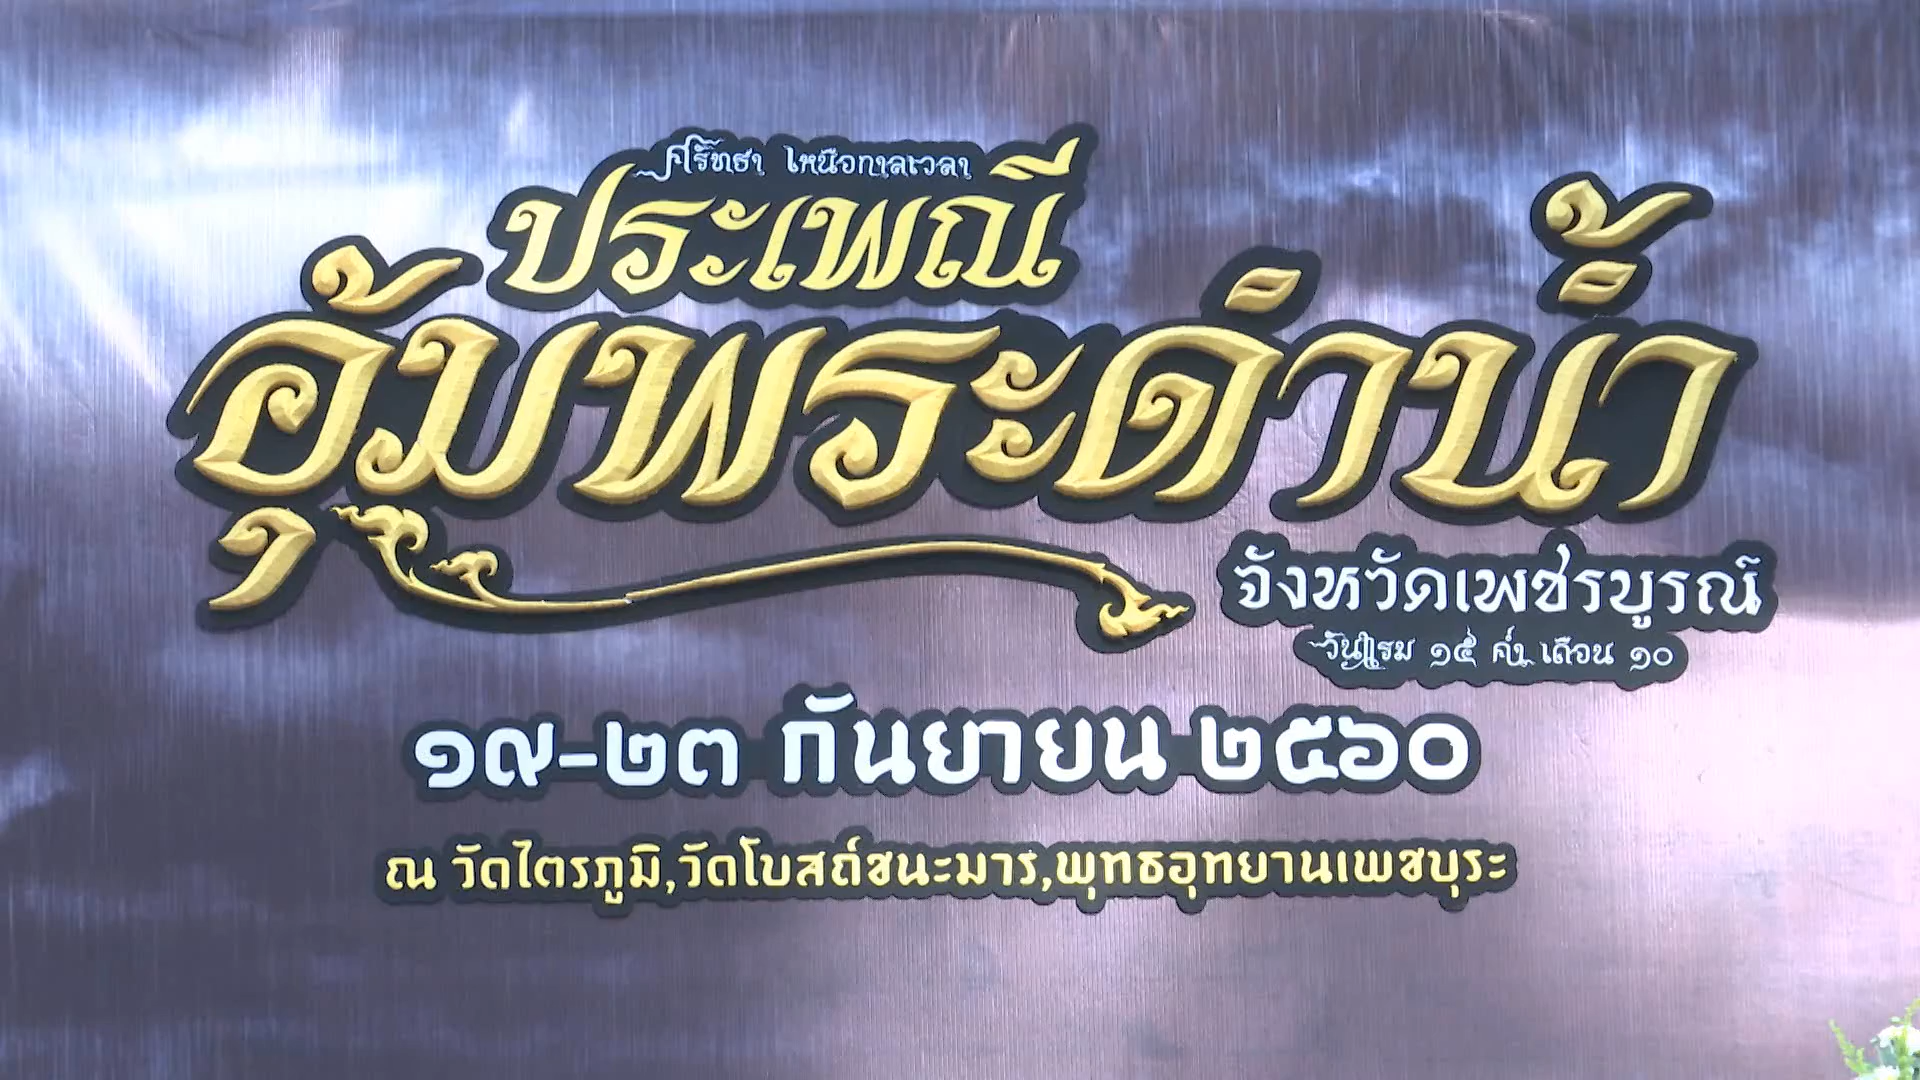 ศรัทธา เหนือกาลเวลา
ประเพณี
อุ้มพระดำน้ำ
จังหวัดเพชรบูรณ์
วันแรม ๑๕ ค่ำ เดือน ๑๐
๑๙-๒๓ กันยายน ๒๕๖๐
ณ วัดไตรภูมิ,วัดโบสถ์ชนะมาร,พุทธอุทยานเพชบุระ